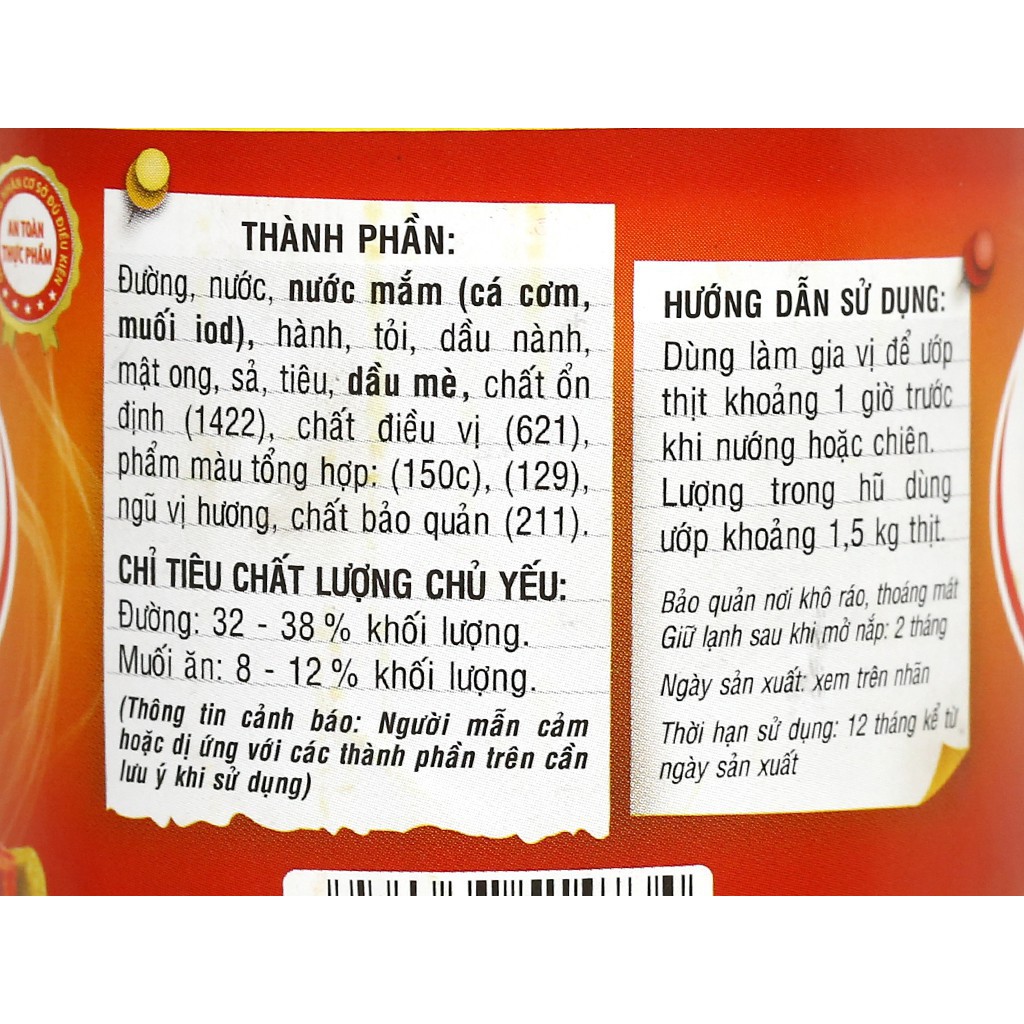 NHẬN CƠ SỞ ĐỦ ĐIỀU KIỆN
AN TOÀN
THỰC PHẨM
THÀNH PHẦN:
Đường, nước, nước mắm (cá cơm,
muối iod), hành, tỏi, dầu nành,
mật ong, sả, tiêu, dầu mè, chất ổn
định (1422), chất điều vị (621),
phẩm màu tổng hợp: (150c), (129),
ngũ vị hương, chất bảo quản (211).
CHỈ TIÊU CHẤT LƯỢNG CHỦ YẾU:
Đường: 32 - 38 % khối lượng.
Muối ăn: 8 - 12 % khối lượng.
(Thông tin cảnh báo: Người mẫn cảm
hoặc dị ứng với các thành phần trên cần
lưu ý khi sử dụng)
HƯỚNG DẪN SỬ DỤNG:
Dùng làm gia vị để ướp
thịt khoảng 1 giờ trước
khi nướng hoặc chiên.
Lượng trong hũ dùng
ướp khoảng 1,5 kg thịt.
Bảo quản nơi khô ráo, thoáng mát
Giữ lạnh sau khi mở nắp: 2 tháng
Ngày sản xuất: xem trên nhãn
Thời hạn sử dụng: 12 tháng kể từ
ngày sản xuất